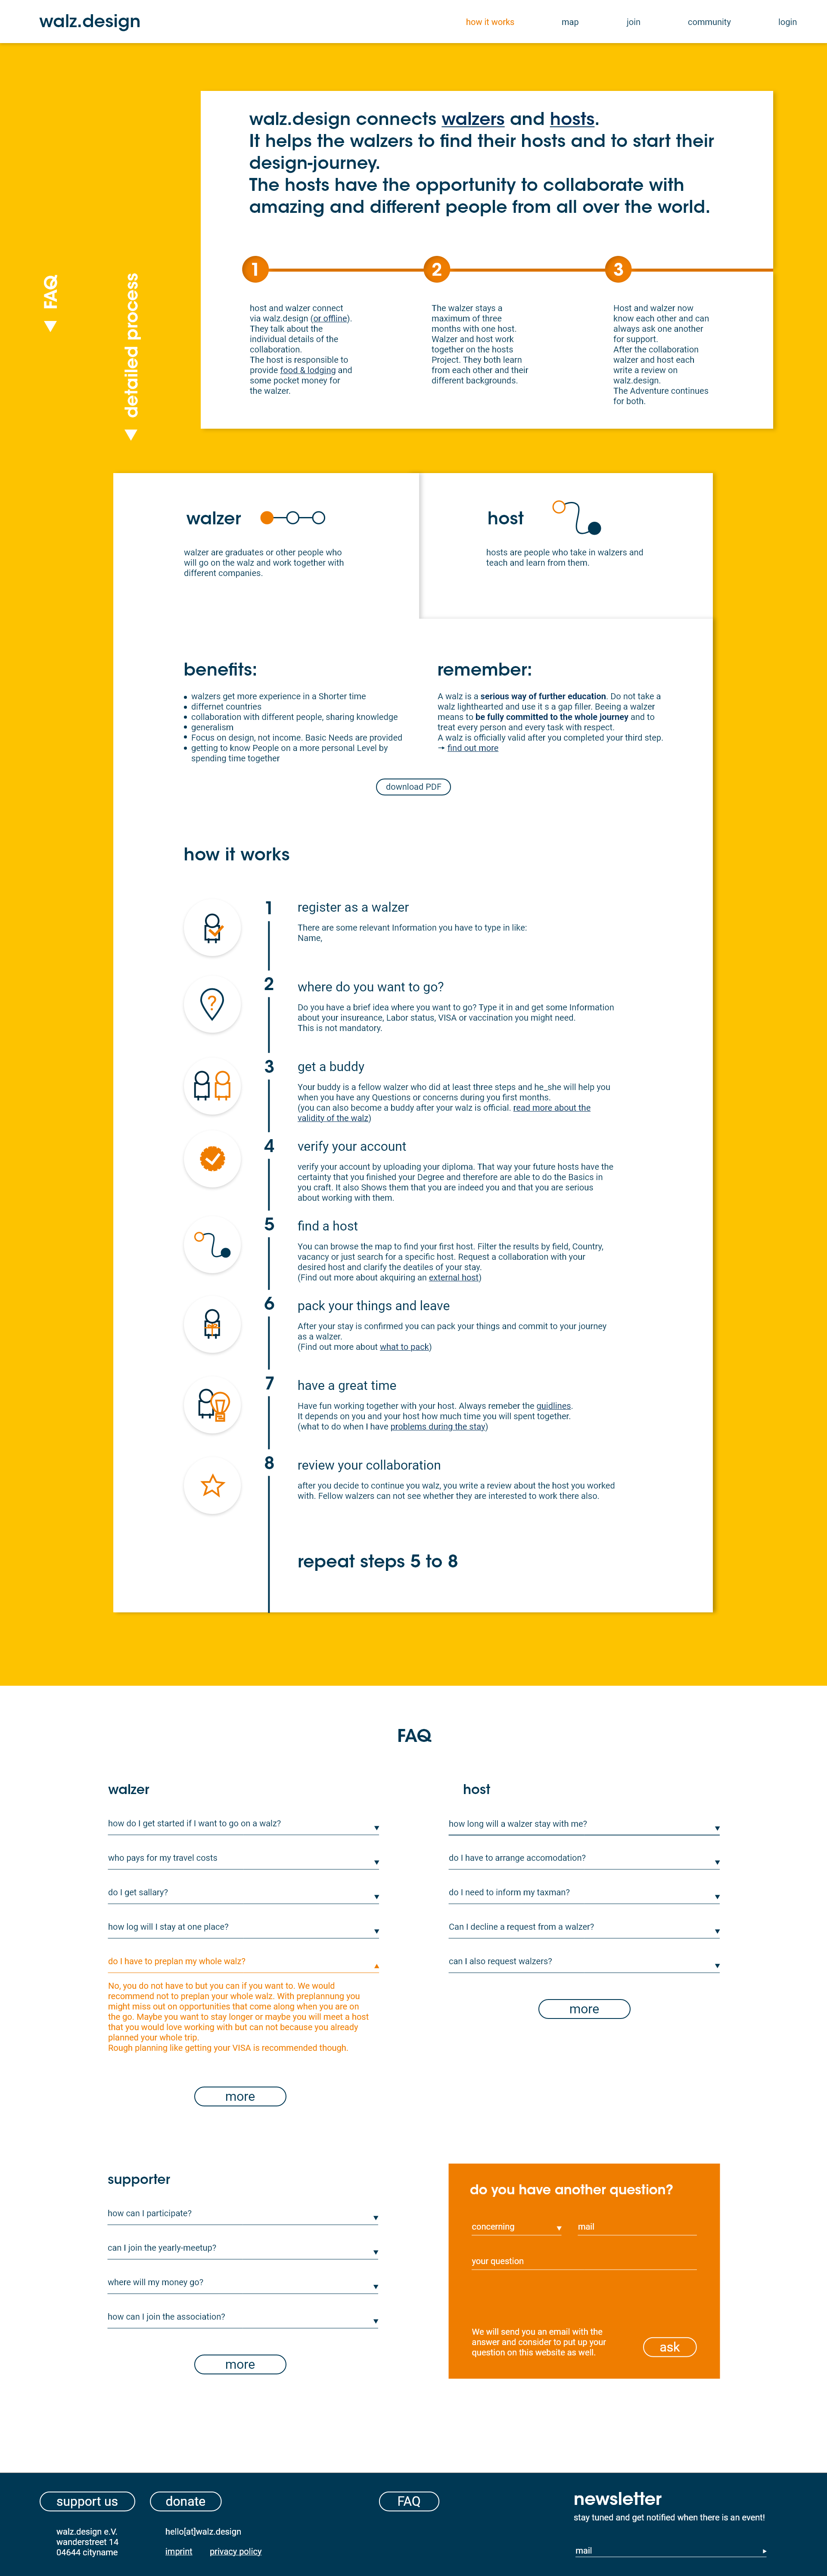 walz.design
how it works
map
join
community
login
walz.design connects walzers and hosts.
It helps the walzers to find their hosts and to start their
design-journey.
The hosts have the opportunity to collaborate with
amazing and different people from all over the world.
FAQ
detailed process
1
2
3
host and walzer connect
via walz.design (or offline).
They talk about the
individual details of the
collaboration.
The host is responsible to
provide food & lodging and
some pocket money for
the walzer.
The walzer stays a
maximum of three
months with one host.
Walzer and host work
together on the hosts
Project. They both learn
from each other and their
different backgrounds.
Host and walzer now
know each other and can
always ask one another
for support.
After the collaboration
walzer and host each
write a review on
walz.design.
The Adventure continues
for both.
walzer
walzer are graduates or other people who
will go on the walz and work together with
different companies.
host
hosts are people who take in walzers and
teach and learn from them.
benefits:
• walzers get more experience in a Shorter time
• differnet countries
• collaboration with different people, sharing knowledge
• generalism
• Focus on design, not income. Basic Needs are provided
• getting to know People on a more personal Level by
spending time together
remember:
A walz is a serious way of further education. Do not take a
walz lighthearted and use it s a gap filler. Beeing a walzer
means to be fully committed to the whole journey and to
treat every person and every task with respect.
A walz is officially valid after you completed your third step.
→ find out more
download PDF
how it works
1
register as a walzer
There are some relevant Information you have to type in like:
Name,
?
2
where do you want to go?
Do you have a brief idea where you want to go? Type it in and get some Information
about your insureance, Labor status, VISA or vaccination you might need.
This is not mandatory.
3
get a buddy
Your buddy is a fellow walzer who did at least three steps and he_she will help you
when you have any Questions or concerns during you first months.
(you can also become a buddy after your walz is official. read more about the
validity of the walz)
4
verify your account
verify your account by uploading your diploma. That way your future hosts have the
certainty that you finished your Degree and therefore are able to do the Basics in
you craft. It also Shows them that you are indeed you and that you are serious
about working with them.
5
find a host
You can browse the map to find your first host. Filter the results by field, Country,
vacancy or just search for a specific host. Request a collaboration with your
desired host and clarify the deatiles of your stay.
(Find out more about akquiring an external host)
6
pack your things and leave
After your stay is confirmed you can pack your things and commit to your journey
as a walzer.
(Find out more about what to pack)
7
have a great time
Have fun working together with your host. Always remeber the guidlines.
It depends on you and your host how much time you will spent together.
(what to do when I have problems during the stay)
8
review your collaboration
after you decide to continue you walz, you write a review about the host you worked
with. Fellow walzers can not see whether they are interested to work there also.
repeat steps 5 to 8
FAQ
walzer
how do I get started if I want to go on a walz?
who pays for my travel costs
do I get sallary?
how log will I stay at one place?
do I have to preplan my whole walz?
No, you do not have to but you can if you want to. We would
recommend not to preplan your whole walz. With preplannung you
might miss out on opportunities that come along when you are on
the go. Maybe you want to stay longer or maybe you will meet a host
that you would love working with but can not because you already
planned your whole trip.
Rough planning like getting your VISA is recommended though.
more
host
how long will a walzer stay with me?
do I have to arrange accomodation?
do I need to inform my taxman?
Can I decline a request from a walzer?
can I also request walzers?
more
supporter
how can I participate?
can I join the yearly-meetup?
where will my money go?
how can I join the association?
more
do you have another question?
concerning
mail
your question
We will send you an email with the
answer and consider to put up your
question on this website as well.
ask
support us
donate
FAQ
walz.design e.V.
wanderstreet 14
04644 cityname
hello[at]walz.design
imprint
privacy policy
newsletter
stay tuned and get notified when there is an event!
mail